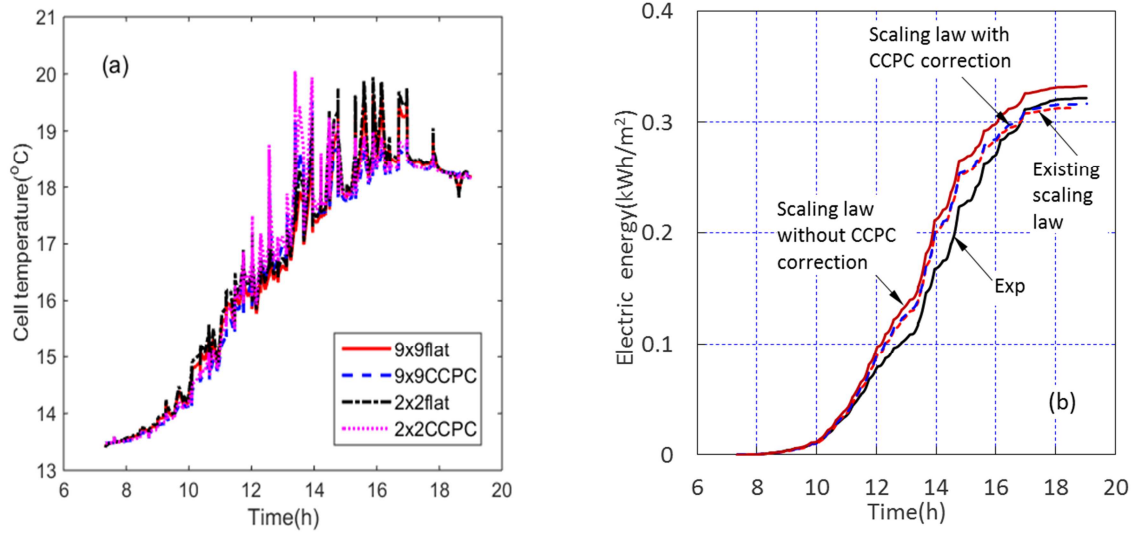 (a)
21
20
19
18
17
16
15
14
13
Cell temperature(°C)
9x9flat
9x9CCPC
2x2flat
2x2CCPC
6 8 10 12 14 16 18 20
Time(h)
0.4
0.3
0.2
0.1
0
Electric energy(kWh/m²)
Scaling law with
CCPC correction
Scaling law
without CCPC
correction
Existing
scaling
law
Exp
(b)
6 8 10 12 14 16 18 20
Time(h)